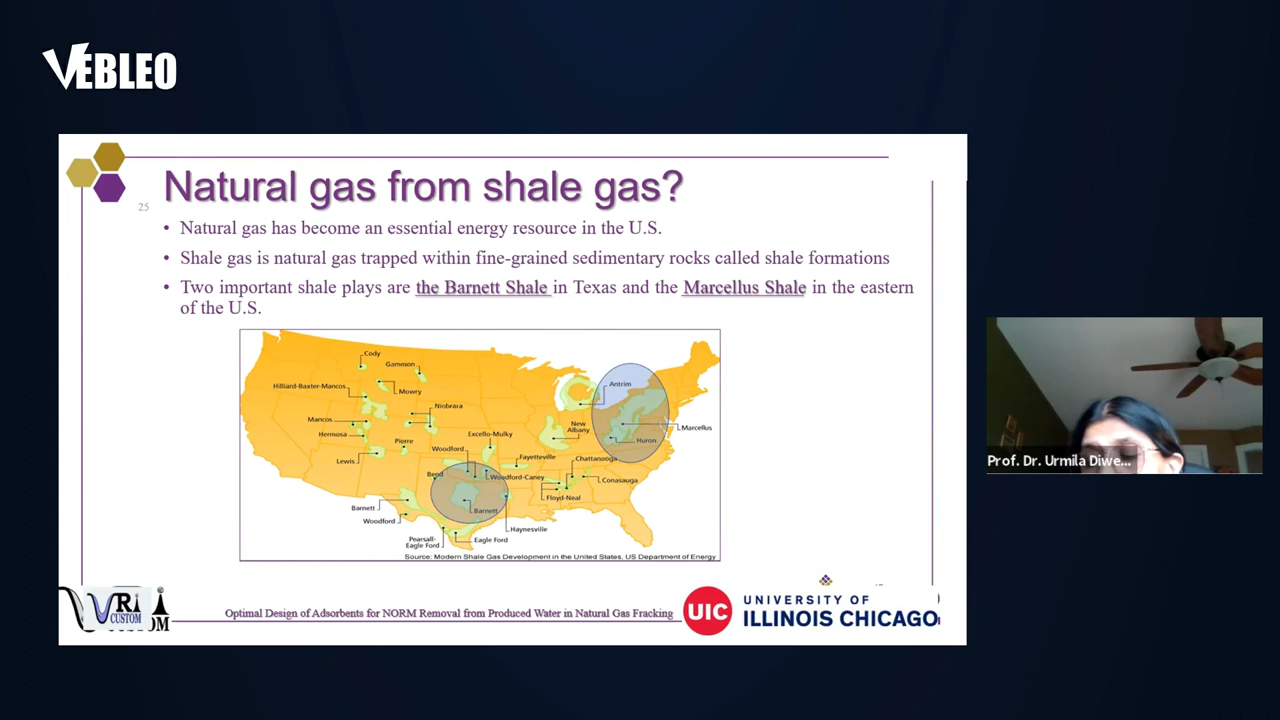 VEBLEO
Natural gas from shale gas?
25
• Natural gas has become an essential energy resource in the U.S.
• Shale gas is natural gas trapped within fine-grained sedimentary rocks called shale formations
• Two important shale plays are the Barnett Shale in Texas and the Marcellus Shale in the eastern
of the U.S.
Cody
Gammon
Antrim
Hilliard-Baxter-Mancos
Mowry
Niobrara
Mancos
New
Albany
Marcellus
Hermosa
Pierre
Excello-Mulky
Huron
Woodford
Fayetteville
Chattanooga
Lewis
Bend
Woodford-Caney
Conasauga
Floyd-Neal
Barnett
Barnett
Woodford
Haynesville
Pearsall-
Eagle Ford
Eagle Ford
Source: Modern Shale Gas Development in the United States, US Department of Energy
Prof. Dr. Urmila Diwe...
VRI
CUSTOM
Optimal Design of Adsorbents for NORM Removal from Produced Water in Natural Gas Fracking
UIC
UNIVERSITY OF
ILLINOIS CHICAGO